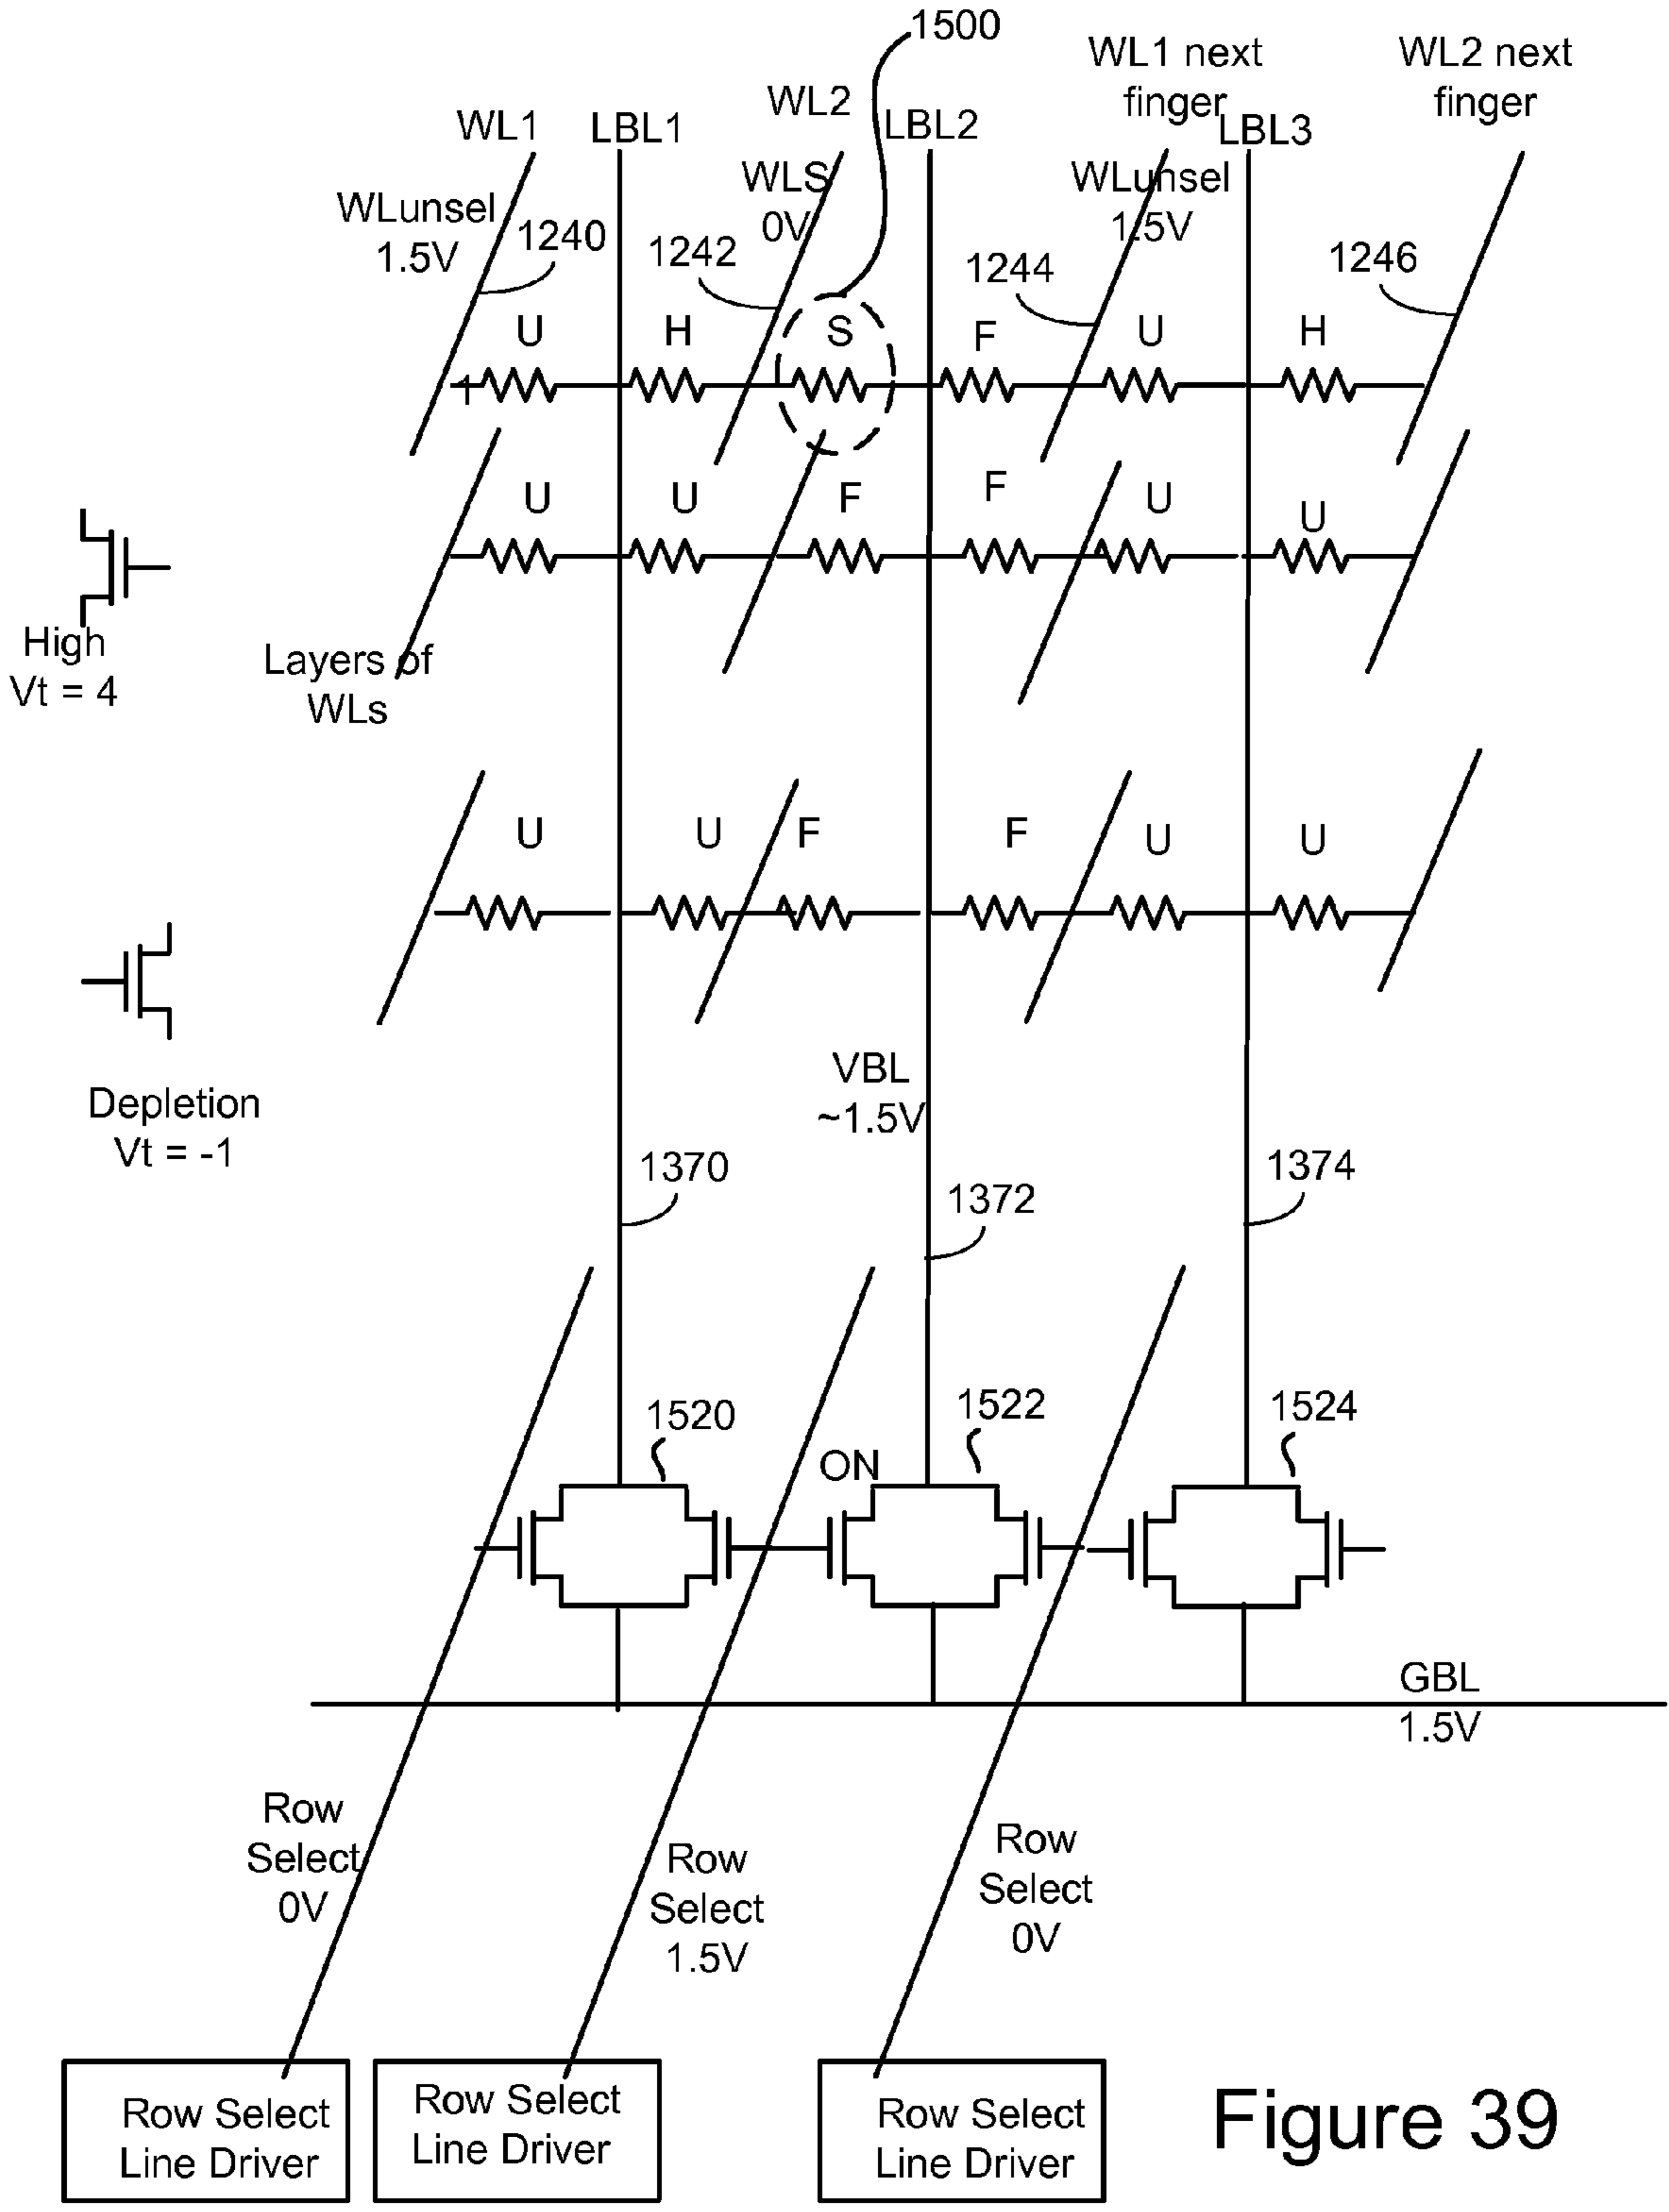 1500
WL1 next
finger
WL2 next
finger
WL1
LBL1
WL2
LBL2
LBL3
WLunsel
1.5V
WLS
0V
WLunsel
1.5V
1240
1242
1244
1246
U H S F U H
1
U U F F U U
High
Vt = 4
Layers of
WLs
U U F F U U
Depletion
Vt = -1
VBL
~1.5V
1370
1372
1374
1520
ON
1522
1524
GBL
1.5V
Row
Select
0V
Row
Select
1.5V
Row
Select
0V
Row Select
Line Driver
Row Select
Line Driver
Row Select
Line Driver
Figure 39